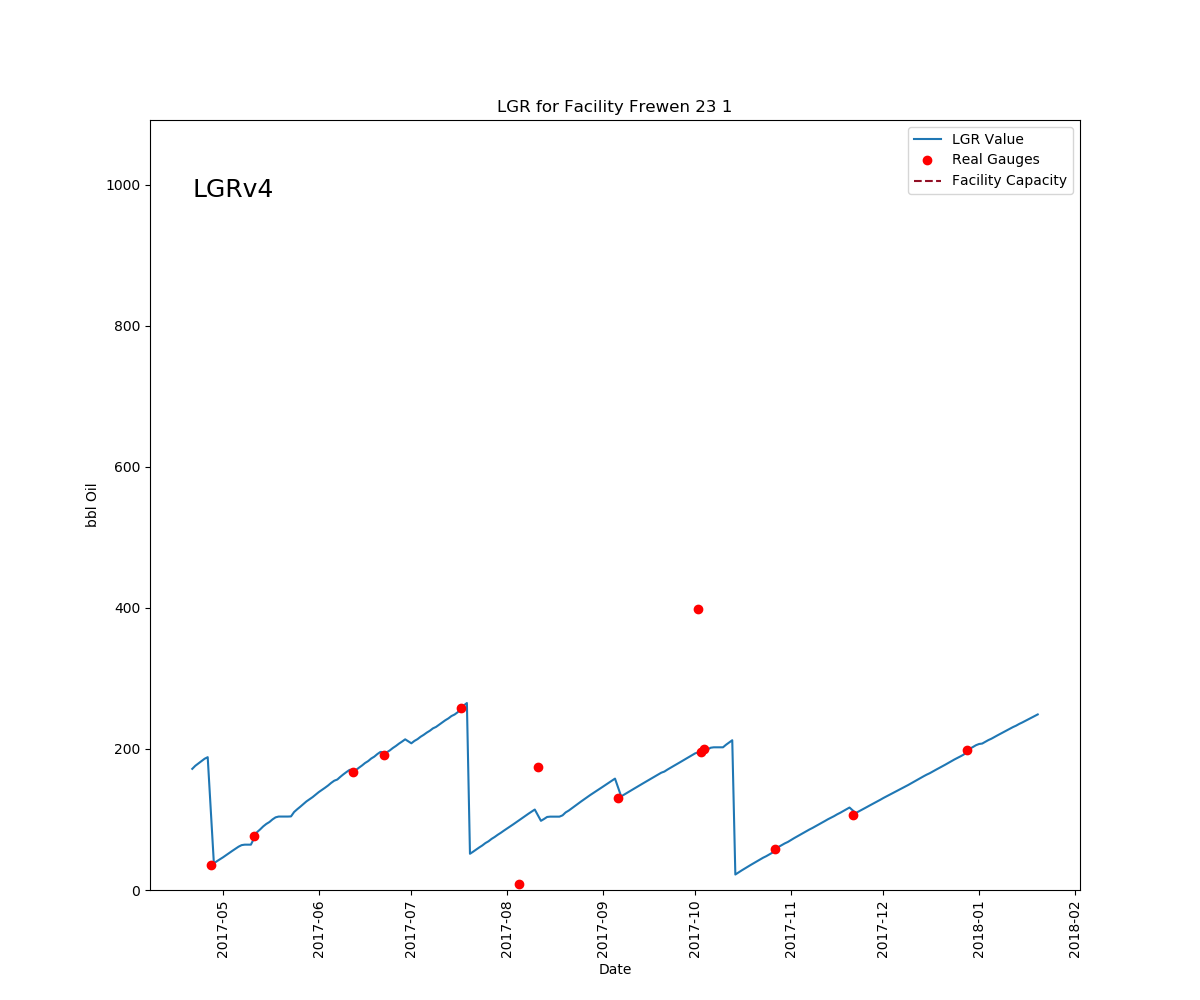 LGR for Facility Frewen 23 1
LGR Value
Real Gauges
Facility Capacity
LGRv4
1000
800
600
400
200
0
bbl Oil
2017-05
2017-06
2017-07
2017-08
2017-09
2017-10
2017-11
2017-12
2018-01
2018-02
Date